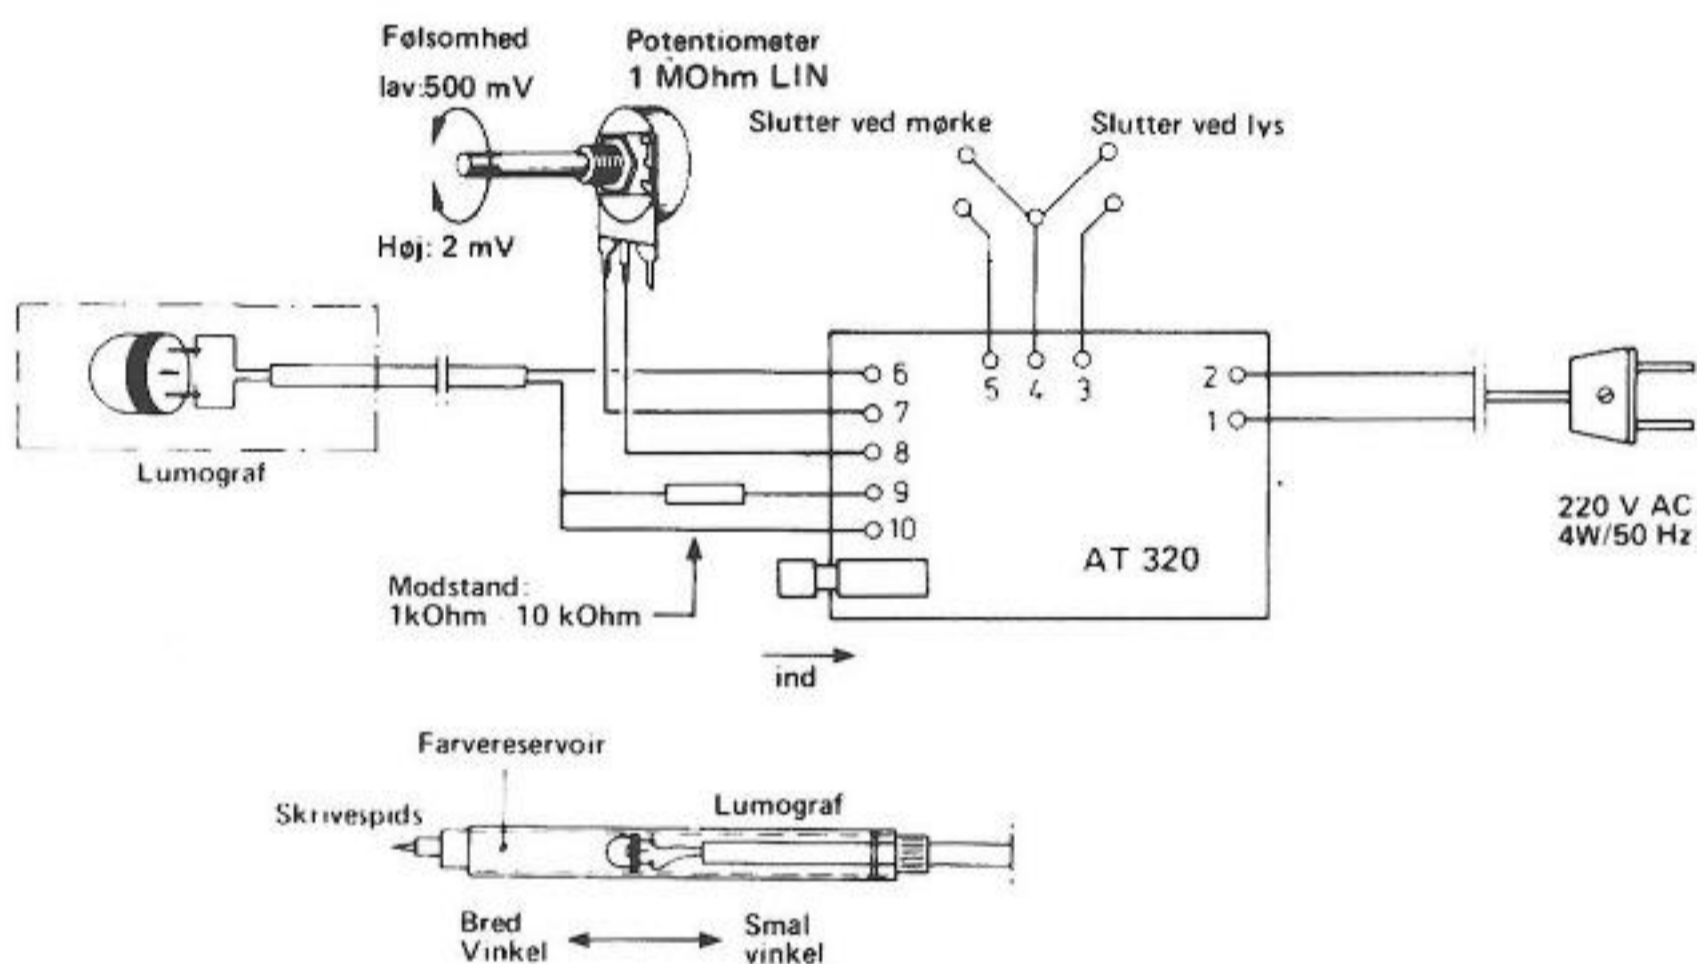 Følsomhed
lav:500 mV
Potentiometer
1 MOhm LIN
Slutter ved mørke
Slutter ved lys
Høj: 2 mV
Lumograf
6
7
8
9
10
5
4
3
2
1
AT 320
220 V AC
4W/50 Hz
Modstand:
1kOhm - 10 kOhm
ind
Farvereservoir
Skrivespids
Lumograf
Bred
Vinkel
Smal
vinkel